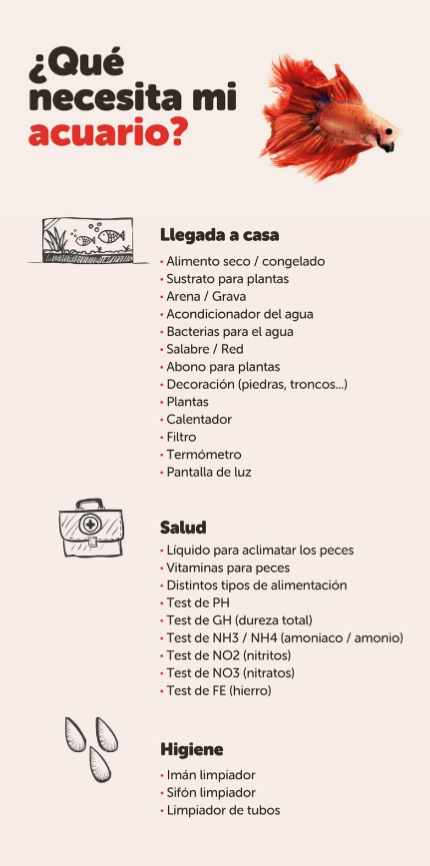 ¿Qué
necesita mi
acuario?
Llegada a casa
• Alimento seco / congelado
• Sustrato para plantas
• Arena / Grava
• Acondicionador del agua
• Bacterias para el agua
• Salabre / Red
• Abono para plantas
• Decoración (piedras, troncos...)
• Plantas
• Calentador
• Filtro
• Termómetro
• Pantalla de luz
Salud
• Líquido para aclimatar los peces
• Vitaminas para peces
• Distintos tipos de alimentación
• Test de PH
• Test de GH (dureza total)
• Test de NH3 / NH4 (amoniaco / amonio)
• Test de NO2 (nitritos)
• Test de NO3 (nitratos)
• Test de FE (hierro)
Higiene
• Imán limpiador
• Sifón limpiador
• Limpiador de tubos